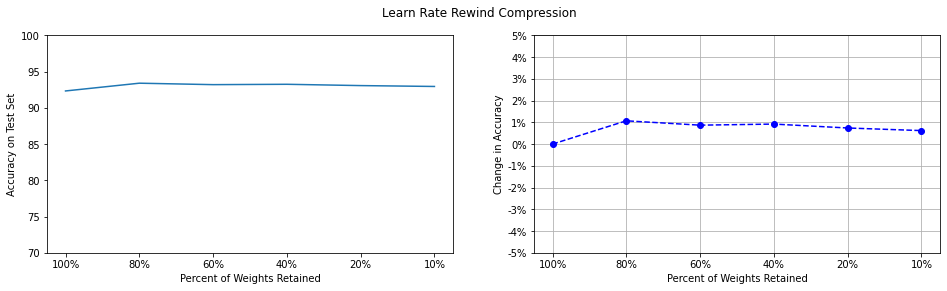 Learn Rate Rewind Compression
Accuracy on Test Set
100
95
90
85
80
75
70
100% 80% 60% 40% 20% 10%
Percent of Weights Retained
Change in Accuracy
5%
4%
3%
2%
1%
0%
-1%
-2%
-3%
-4%
-5%
100% 80% 60% 40% 20% 10%
Percent of Weights Retained